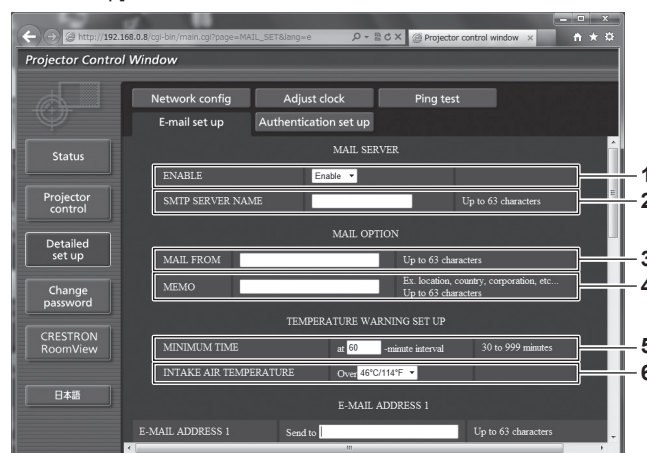 http://192.168.0.8/cgi-bin/main.cgi?page=MAIL_SET&lang=e
Projector control window
Projector Control Window
Network config
Adjust clock
Ping test
E-mail set up
Authentication set up
Status
Projector control
Detailed set up
Change password
CRESTRON RoomView
日本語
MAIL SERVER
ENABLE Enable 1
SMTP SERVER NAME Up to 63 characters 2
MAIL OPTION
MAIL FROM Up to 63 characters 3
MEMO Ex. location, country, corporation, etc... 4
Up to 63 characters
TEMPERATURE WARNING SET UP
MINIMUM TIME at 60 -minute interval 30 to 999 minutes 5
INTAKE AIR TEMPERATURE Over 46°C/114°F 6
E-MAIL ADDRESS 1
E-MAIL ADDRESS 1 Send to Up to 63 characters